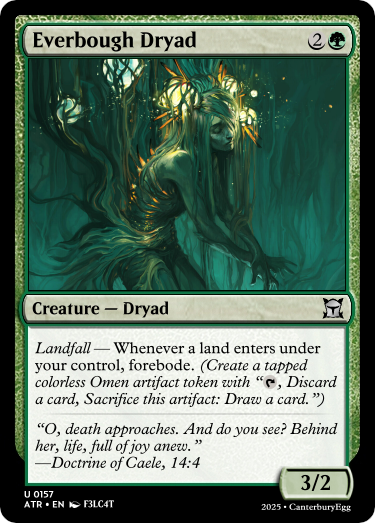 Everbough Dryad 2
Creature — Dryad
Landfall — Whenever a land enters under
your control, forebode. (Create a tapped
colorless Omen artifact token with “, Discard
a card, Sacrifice this artifact: Draw a card.”)
“O, death approaches. And do you see? Behind
her, life, full of joy anew.”
—Doctrine of Caele, 14:4
3/2
U 0157
ATR • EN F3LC4T
2025 • CanterburyEgg